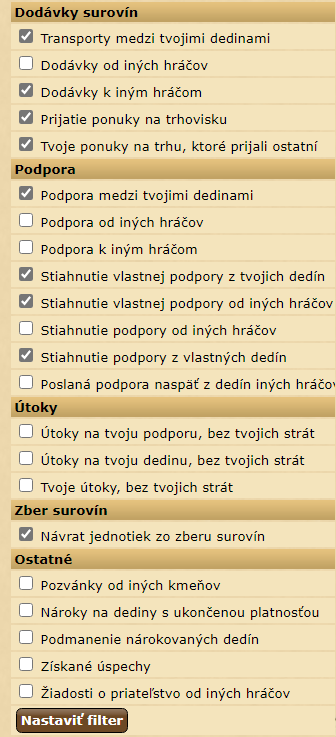 Dodávky surovín
Transporty medzi tvojimi dedinami
Dodávky od iných hráčov
Dodávky k iným hráčom
Prijatie ponuky na trhovisku
Tvoje ponuky na trhu, ktoré prijali ostatní
Podpora
Podpora medzi tvojimi dedinami
Podpora od iných hráčov
Podpora k iným hráčom
Stiahnutie vlastnej podpory z tvojich dedín
Stiahnutie vlastnej podpory od iných hráčov
Stiahnutie podpory od iných hráčov
Stiahnutie podpory z vlastných dedín
Poslaná podpora naspäť z dedín iných hráčov
Útoky
Útoky na tvoju podporu, bez tvojich strát
Útoky na tvoju dedinu, bez tvojich strát
Tvoje útoky, bez tvojich strát
Zber surovín
Návrat jednotiek zo zberu surovín
Ostatné
Pozvánky od iných kmeňov
Nároky na dediny s ukončenou platnosťou
Podmanenie nárokovaných dedín
Získané úspechy
Žiadosti o priateľstvo od iných hráčov
Nastaviť filter